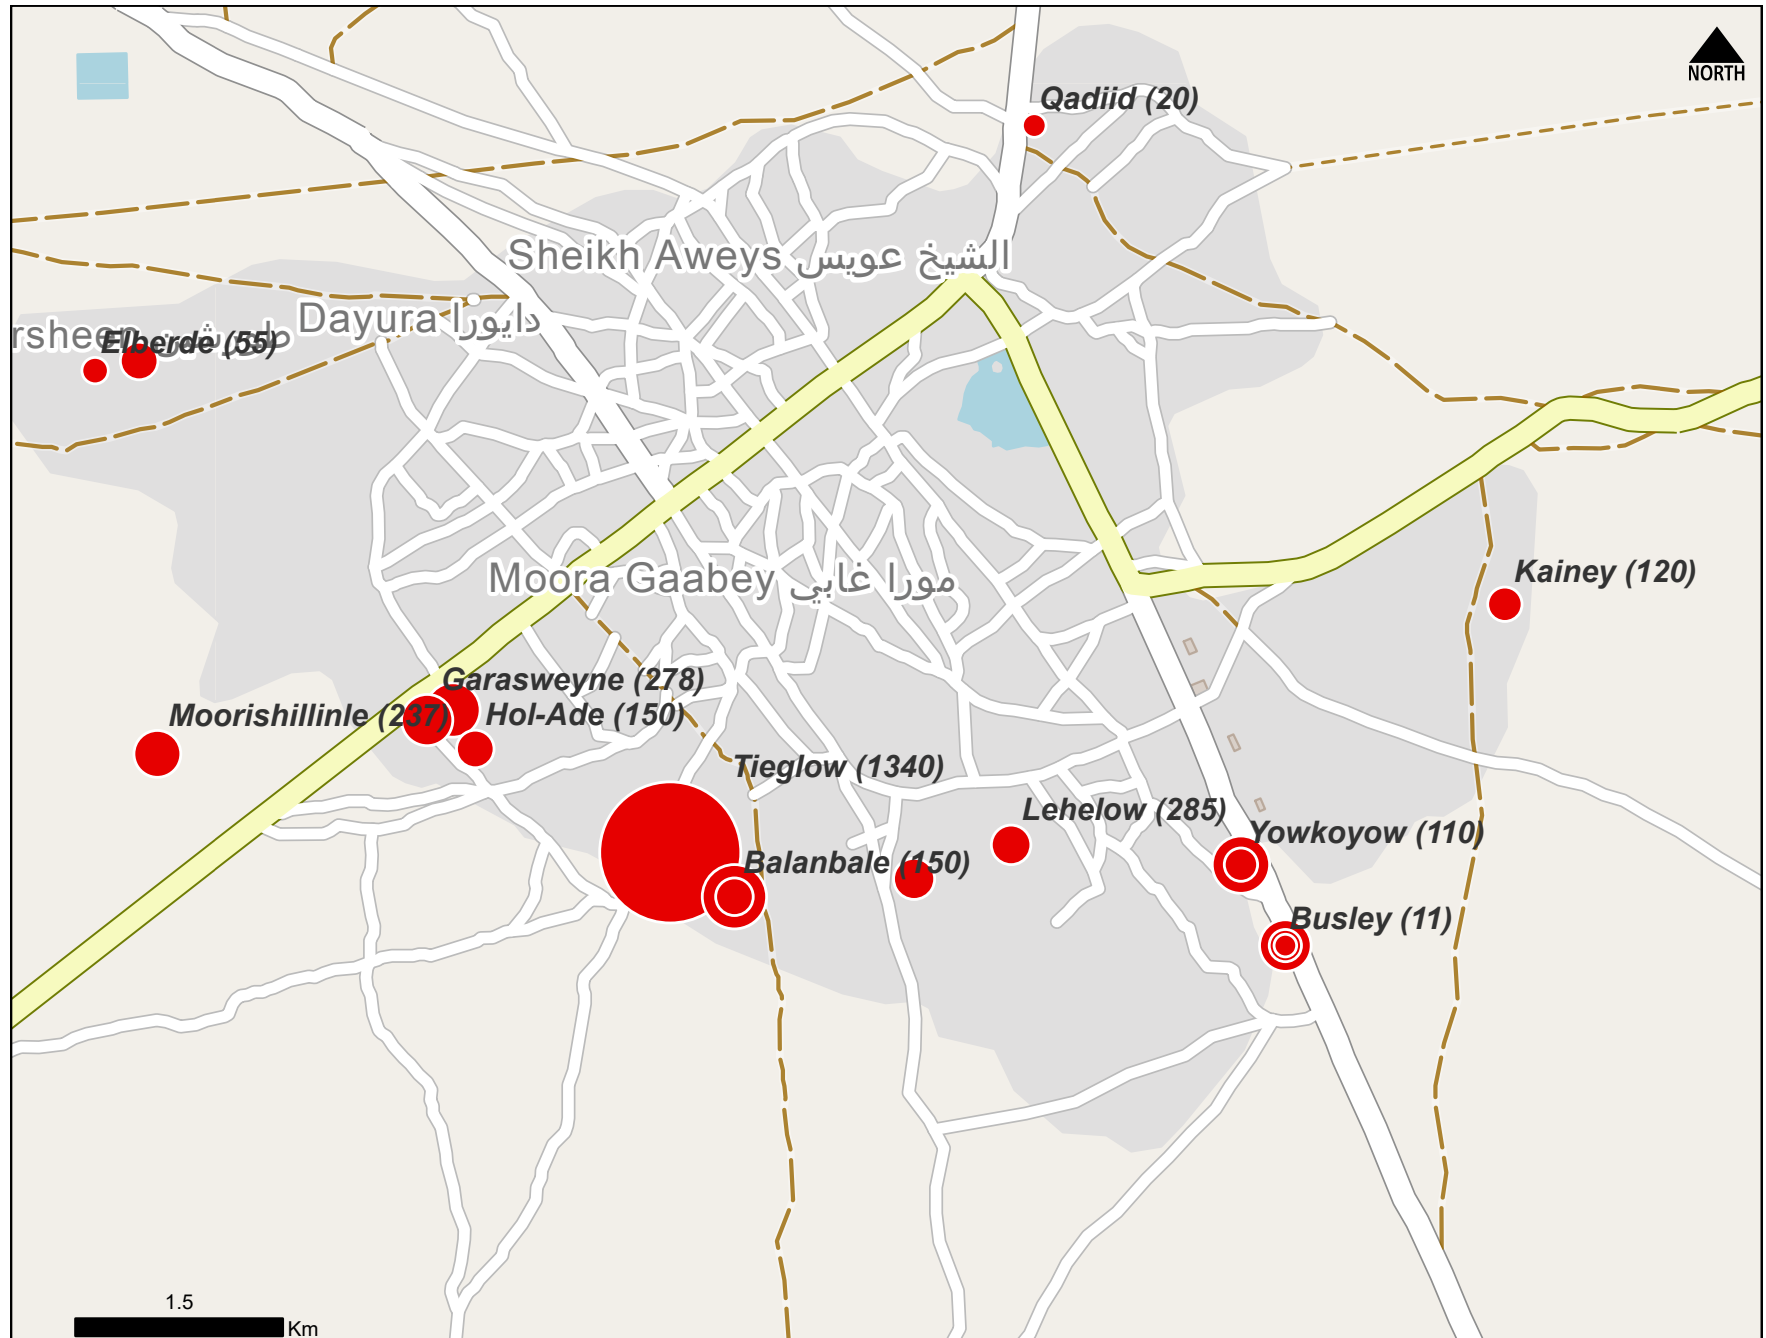 NORTH
Qadiid (20)
Sheikh Aweys الشيخ عويس
Dayura دايورا
rsheen
Elberde (55)
Kainey (120)
Moora Gaabey مورا غابي
Garasweyne (278)
Moorishillinle (237)
Hol-Ade (150)
Tieglow (1340)
Lehelow (285)
Yowkoyow (110)
Balanbale (150)
Busley (11)
1.5
Km